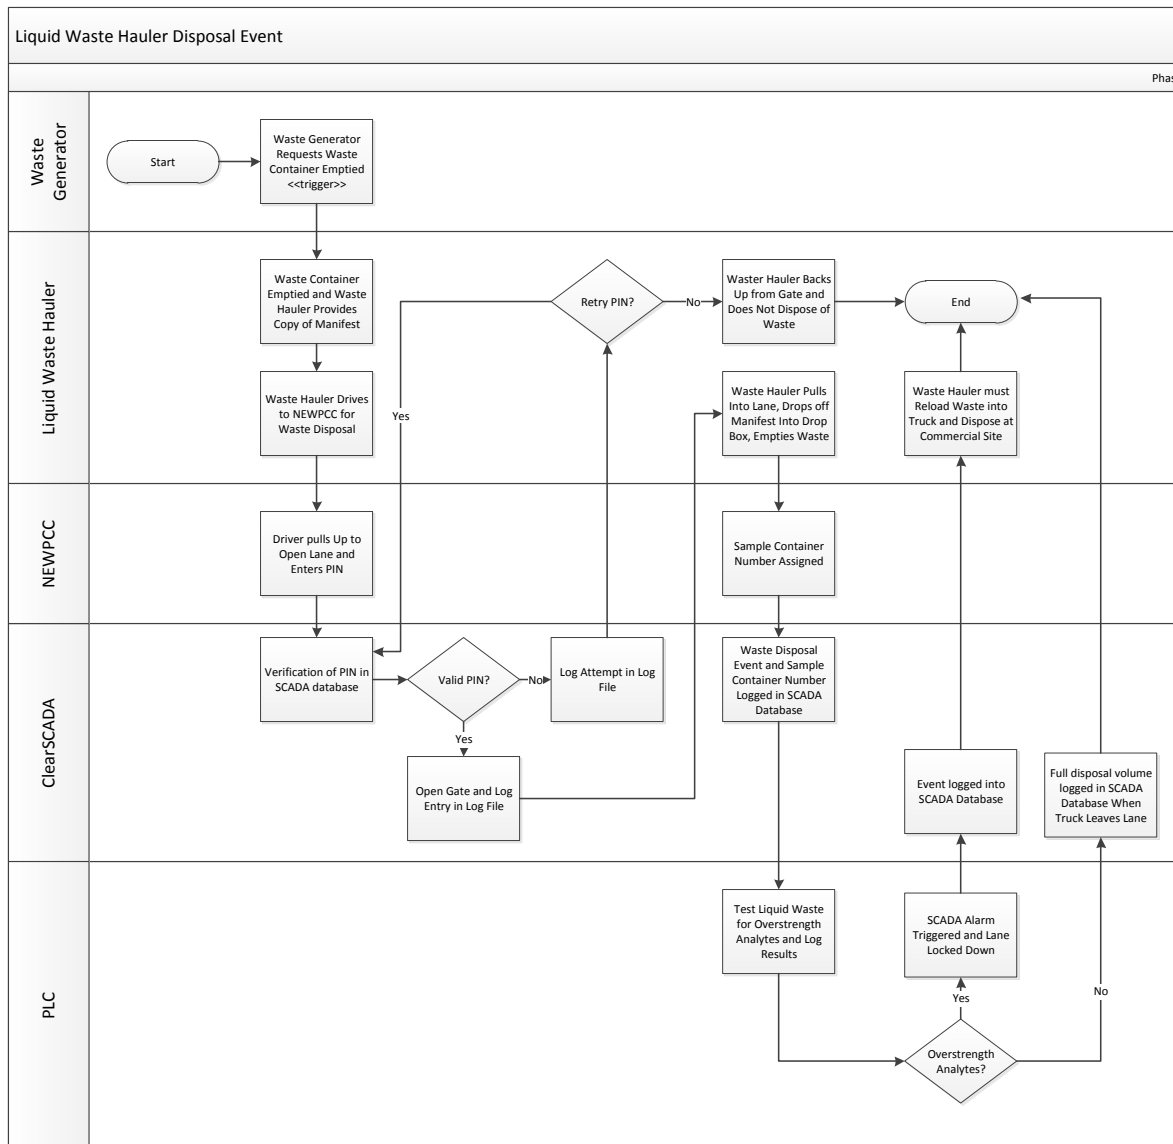 Liquid Waste Hauler Disposal Event
Phas
Waste
Generator
Start
Waste Generator
Requests Waste
Container Emptied
<<trigger>>
Liquid Waste Hauler
Waste Container
Emptied and Waste
Hauler Provides
Copy of Manifest
Retry PIN?
No
Waster Hauler Backs
Up from Gate and
Does Not Dispose of
Waste
End
Waste Hauler Drives
to NEWPCC for
Waste Disposal
Yes
Waste Hauler Pulls
Into Lane, Drops off
Manifest Into Drop
Box, Empties Waste
Waste Hauler must
Reload Waste into
Truck and Dispose at
Commercial Site
NEWPCC
Driver pulls Up to
Open Lane and
Enters PIN
Sample Container
Number Assigned
ClearSCADA
Verification of PIN in
SCADA database
Valid PIN?
No
Log Attempt in Log
File
Waste Disposal
Event and Sample
Container Number
Logged in SCADA
Database
Yes
Open Gate and Log
Entry in Log File
Event logged into
SCADA Database
Full disposal volume
logged in SCADA
Database When
Truck Leaves Lane
PLC
Test Liquid Waste
for Overstrength
Analytes and Log
Results
SCADA Alarm
Triggered and Lane
Locked Down
Yes
No
Overstrength
Analytes?